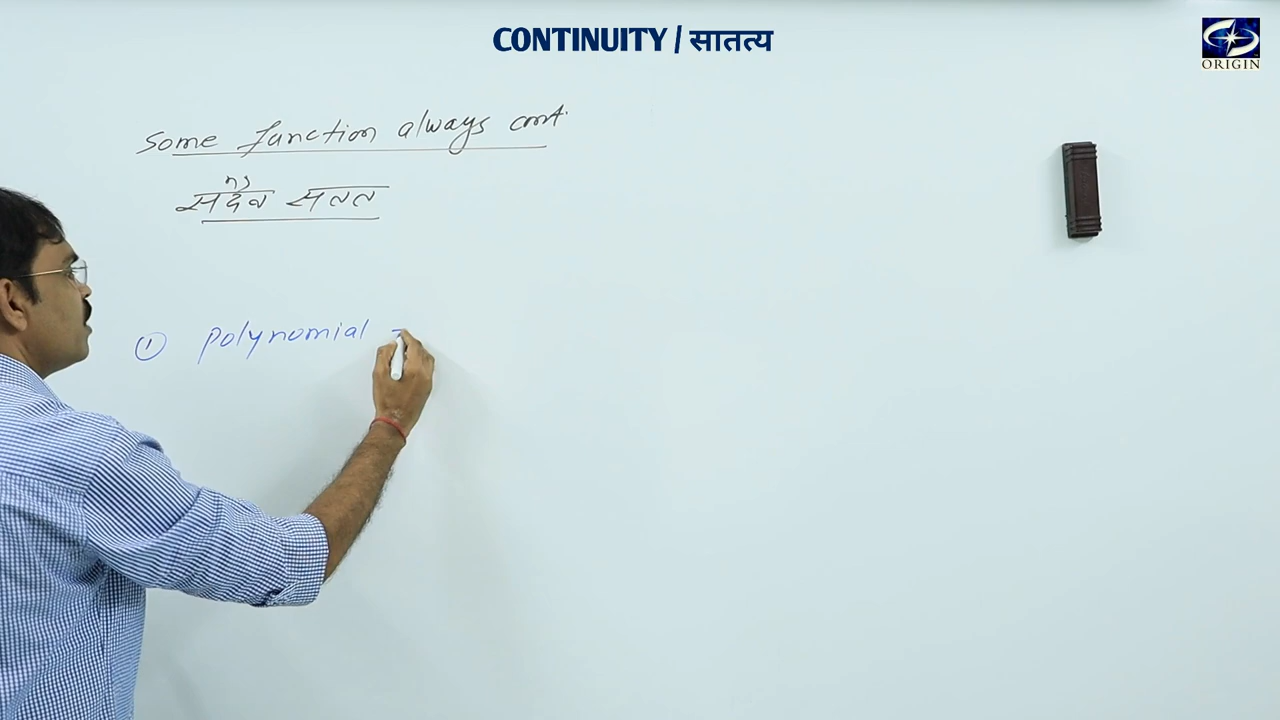 CONTINUITY / सातत्य
ORIGIN
Some function always cont.
सदैव सतत
① polynomial